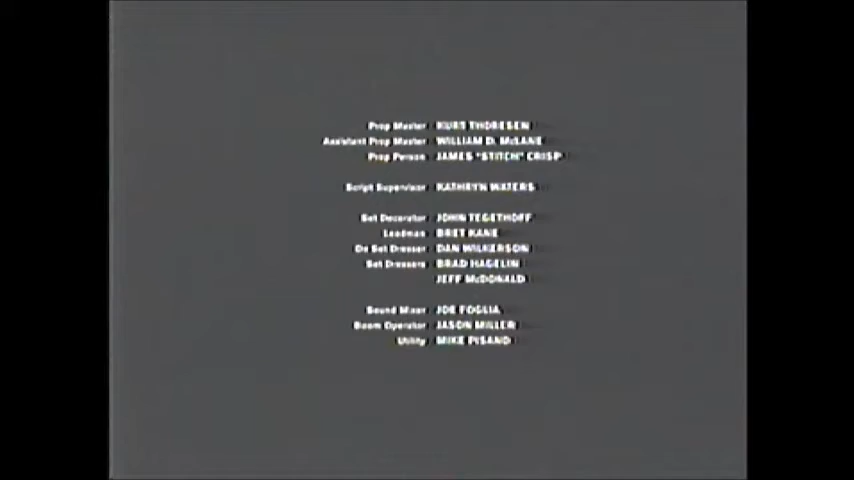 Prop Master KURT THORESEN
Assistant Prop Master WILLIAM D. McLANE
Prop Person JAMES "STITCH" CRISP
Script Supervisor KATHRYN WATERS
Set Decorator JOHN TEGETHOFF
Leadman BRET KANE
On Set Dresser DAN WILKERSON
Set Dressers BRAD HAGELIN
JEFF McDONALD
Sound Mixer JOE FOGLIA
Boom Operator JASON MILLER
Utility MIKE PISANO